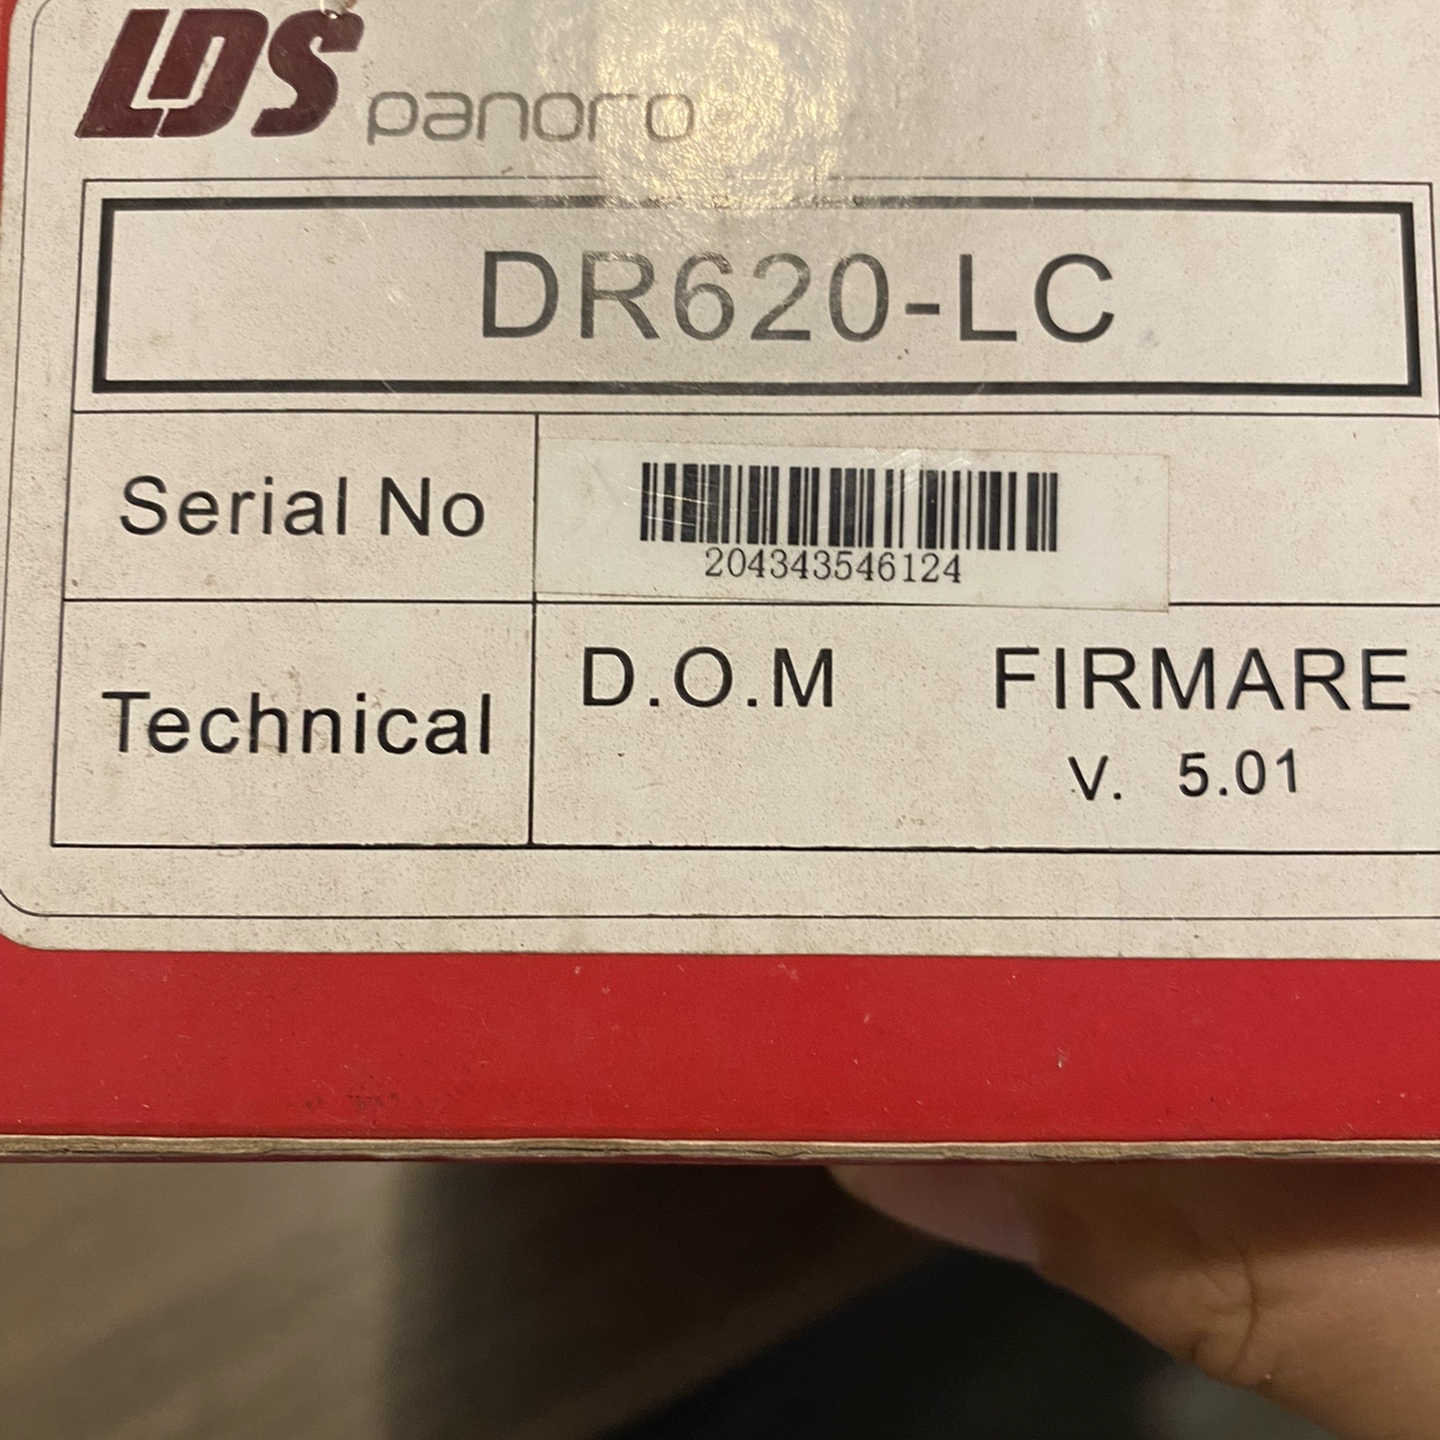 LDS panoro
DR620-LC
Serial No
204343546124
Technical
D.O.M FIRMARE
V. 5.01